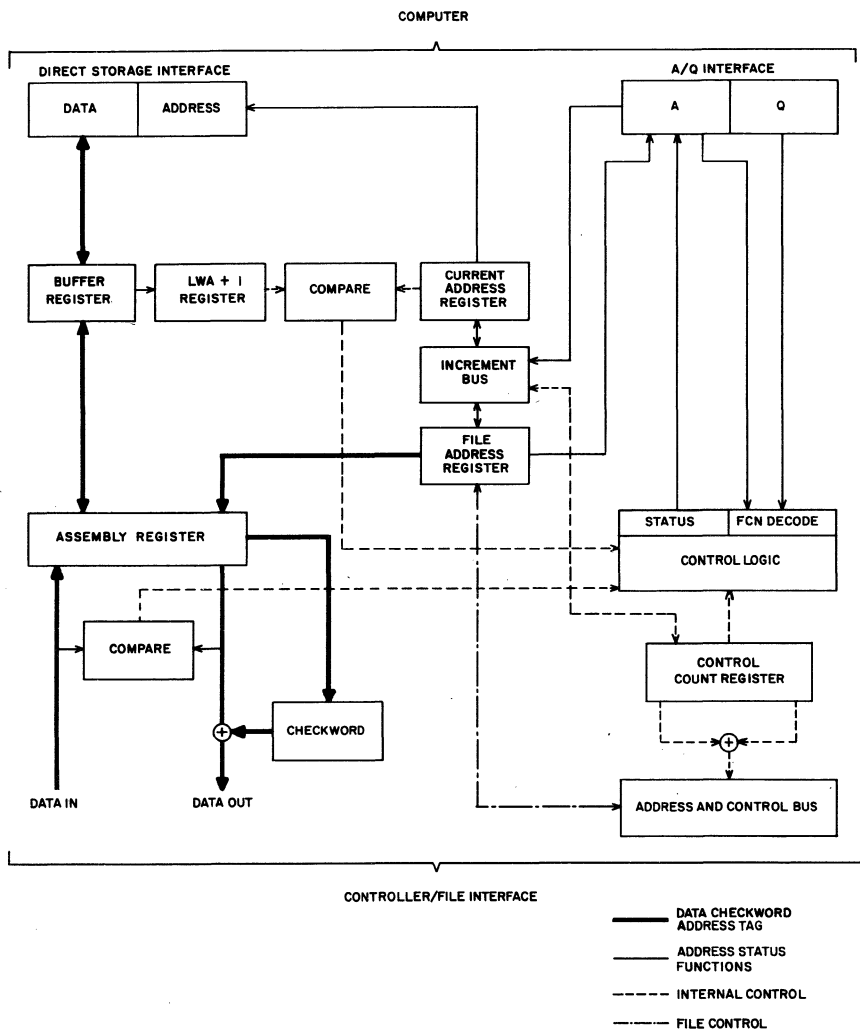 COMPUTER
DIRECT STORAGE INTERFACE
A/Q INTERFACE
DATA
ADDRESS
A
Q
BUFFER
REGISTER
LWA + 1
REGISTER
COMPARE
CURRENT
ADDRESS
REGISTER
INCREMENT
BUS
FILE
ADDRESS
REGISTER
ASSEMBLY REGISTER
STATUS
FCN DECODE
CONTROL LOGIC
COMPARE
CONTROL
COUNT REGISTER
+
CHECKWORD
+
DATA IN
DATA OUT
ADDRESS AND CONTROL BUS
CONTROLLER/FILE INTERFACE
DATA CHECKWORD
ADDRESS TAG
ADDRESS STATUS
FUNCTIONS
INTERNAL CONTROL
FILE CONTROL